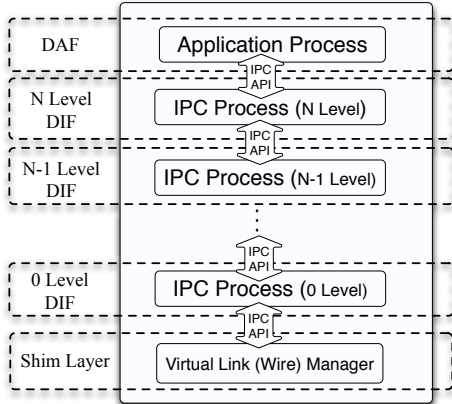 DAF
Application Process
IPC
API
N Level
DIF
IPC Process (N Level)
IPC
API
N-1 Level
DIF
IPC Process (N-1 Level)
IPC
API
0 Level
DIF
IPC Process (0 Level)
IPC
API
Shim Layer
Virtual Link (Wire) Manager